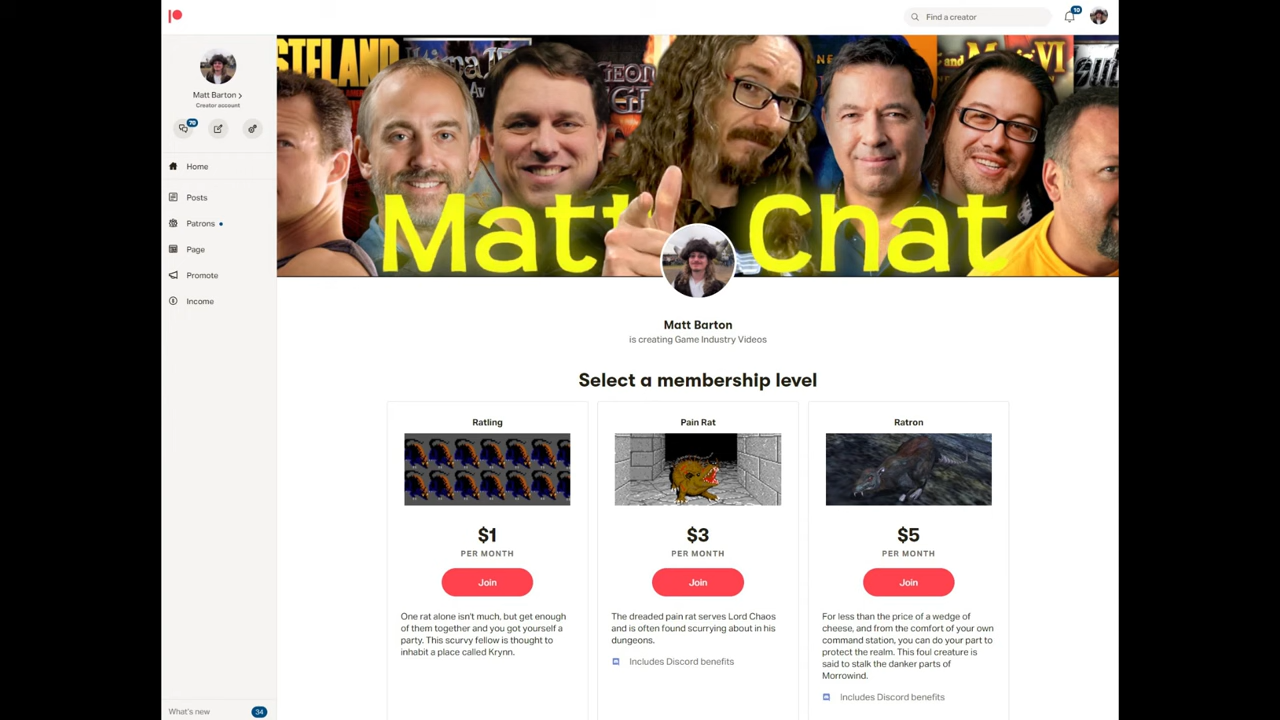 Find a creator
10
Matt Barton
Creator account
70
Home
Posts
Patrons
Page
Promote
Income
What's new
34
Matt Chat
Matt Barton
is creating Game Industry Videos
Select a membership level
Ratling
$1
PER MONTH
Join
One rat alone isn't much, but get enough
of them together and you got yourself a
party. This scurvy fellow is thought to
inhabit a place called Krynn.
Pain Rat
$3
PER MONTH
Join
The dreaded pain rat serves Lord Chaos
and is often found scurrying about in his
dungeons.
Includes Discord benefits
Ratron
$5
PER MONTH
Join
For less than the price of a wedge of
cheese, and from the comfort of your own
command station, you can do your part to
protect the realm. This foul creature is
said to stalk the danker parts of
Morrowind.
Includes Discord benefits